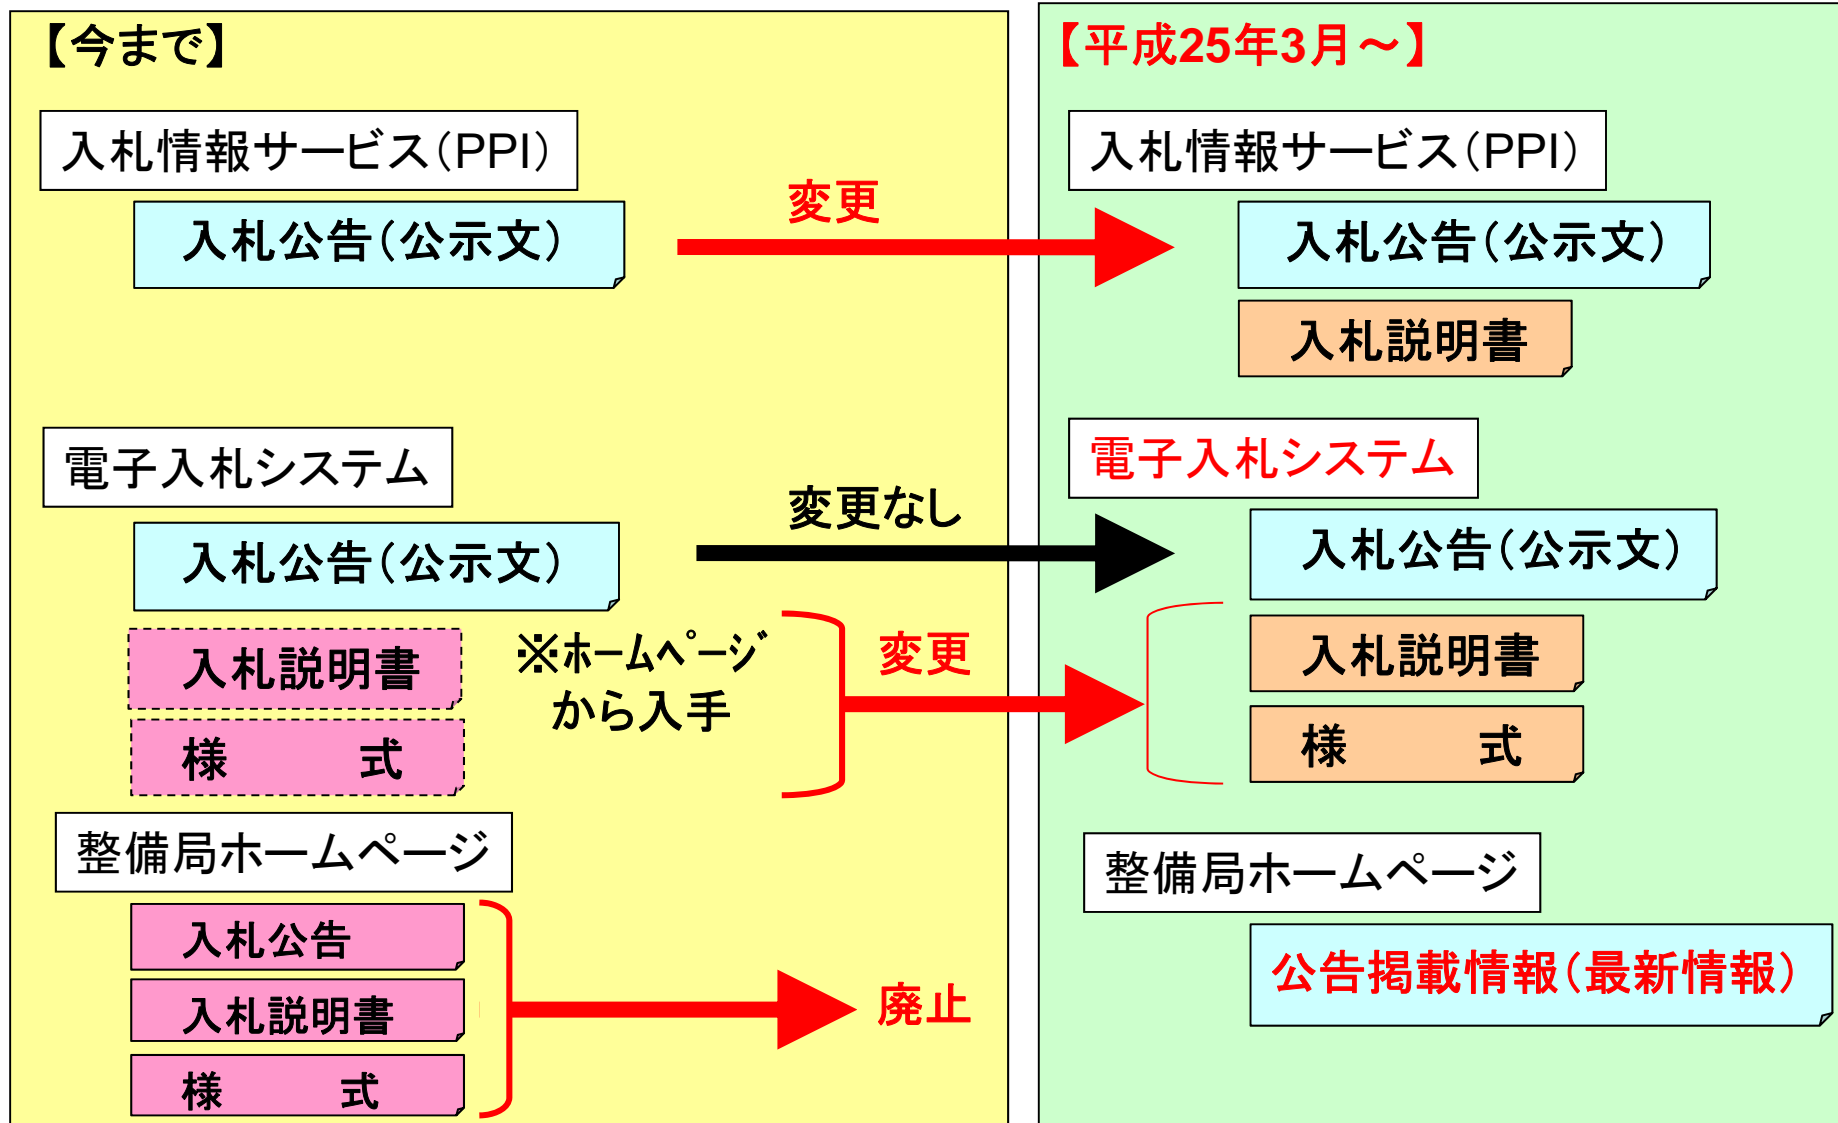 【今まで】
入札情報サービス(PPI)
入札公告(公示文)
変更
電子入札システム
入札公告(公示文)
変更なし
入札説明書
様　　式
※ホームページ
から入手
変更
整備局ホームページ
入札公告
入札説明書
様　　式
廃止
【平成25年3月～】
入札情報サービス(PPI)
入札公告(公示文)
入札説明書
電子入札システム
入札公告(公示文)
入札説明書
様　　式
整備局ホームページ
公告掲載情報(最新情報)